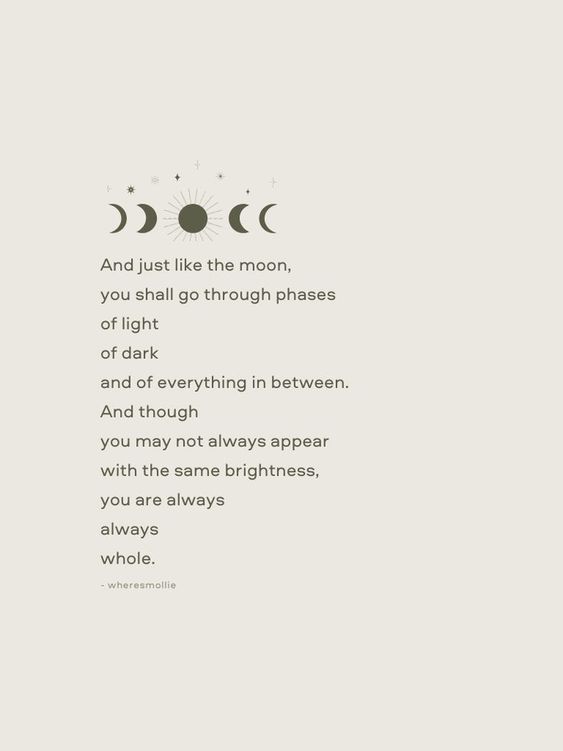 And just like the moon,
you shall go through phases
of light
of dark
and of everything in between.
And though
you may not always appear
with the same brightness,
you are always
always
whole.
- wheresmollie